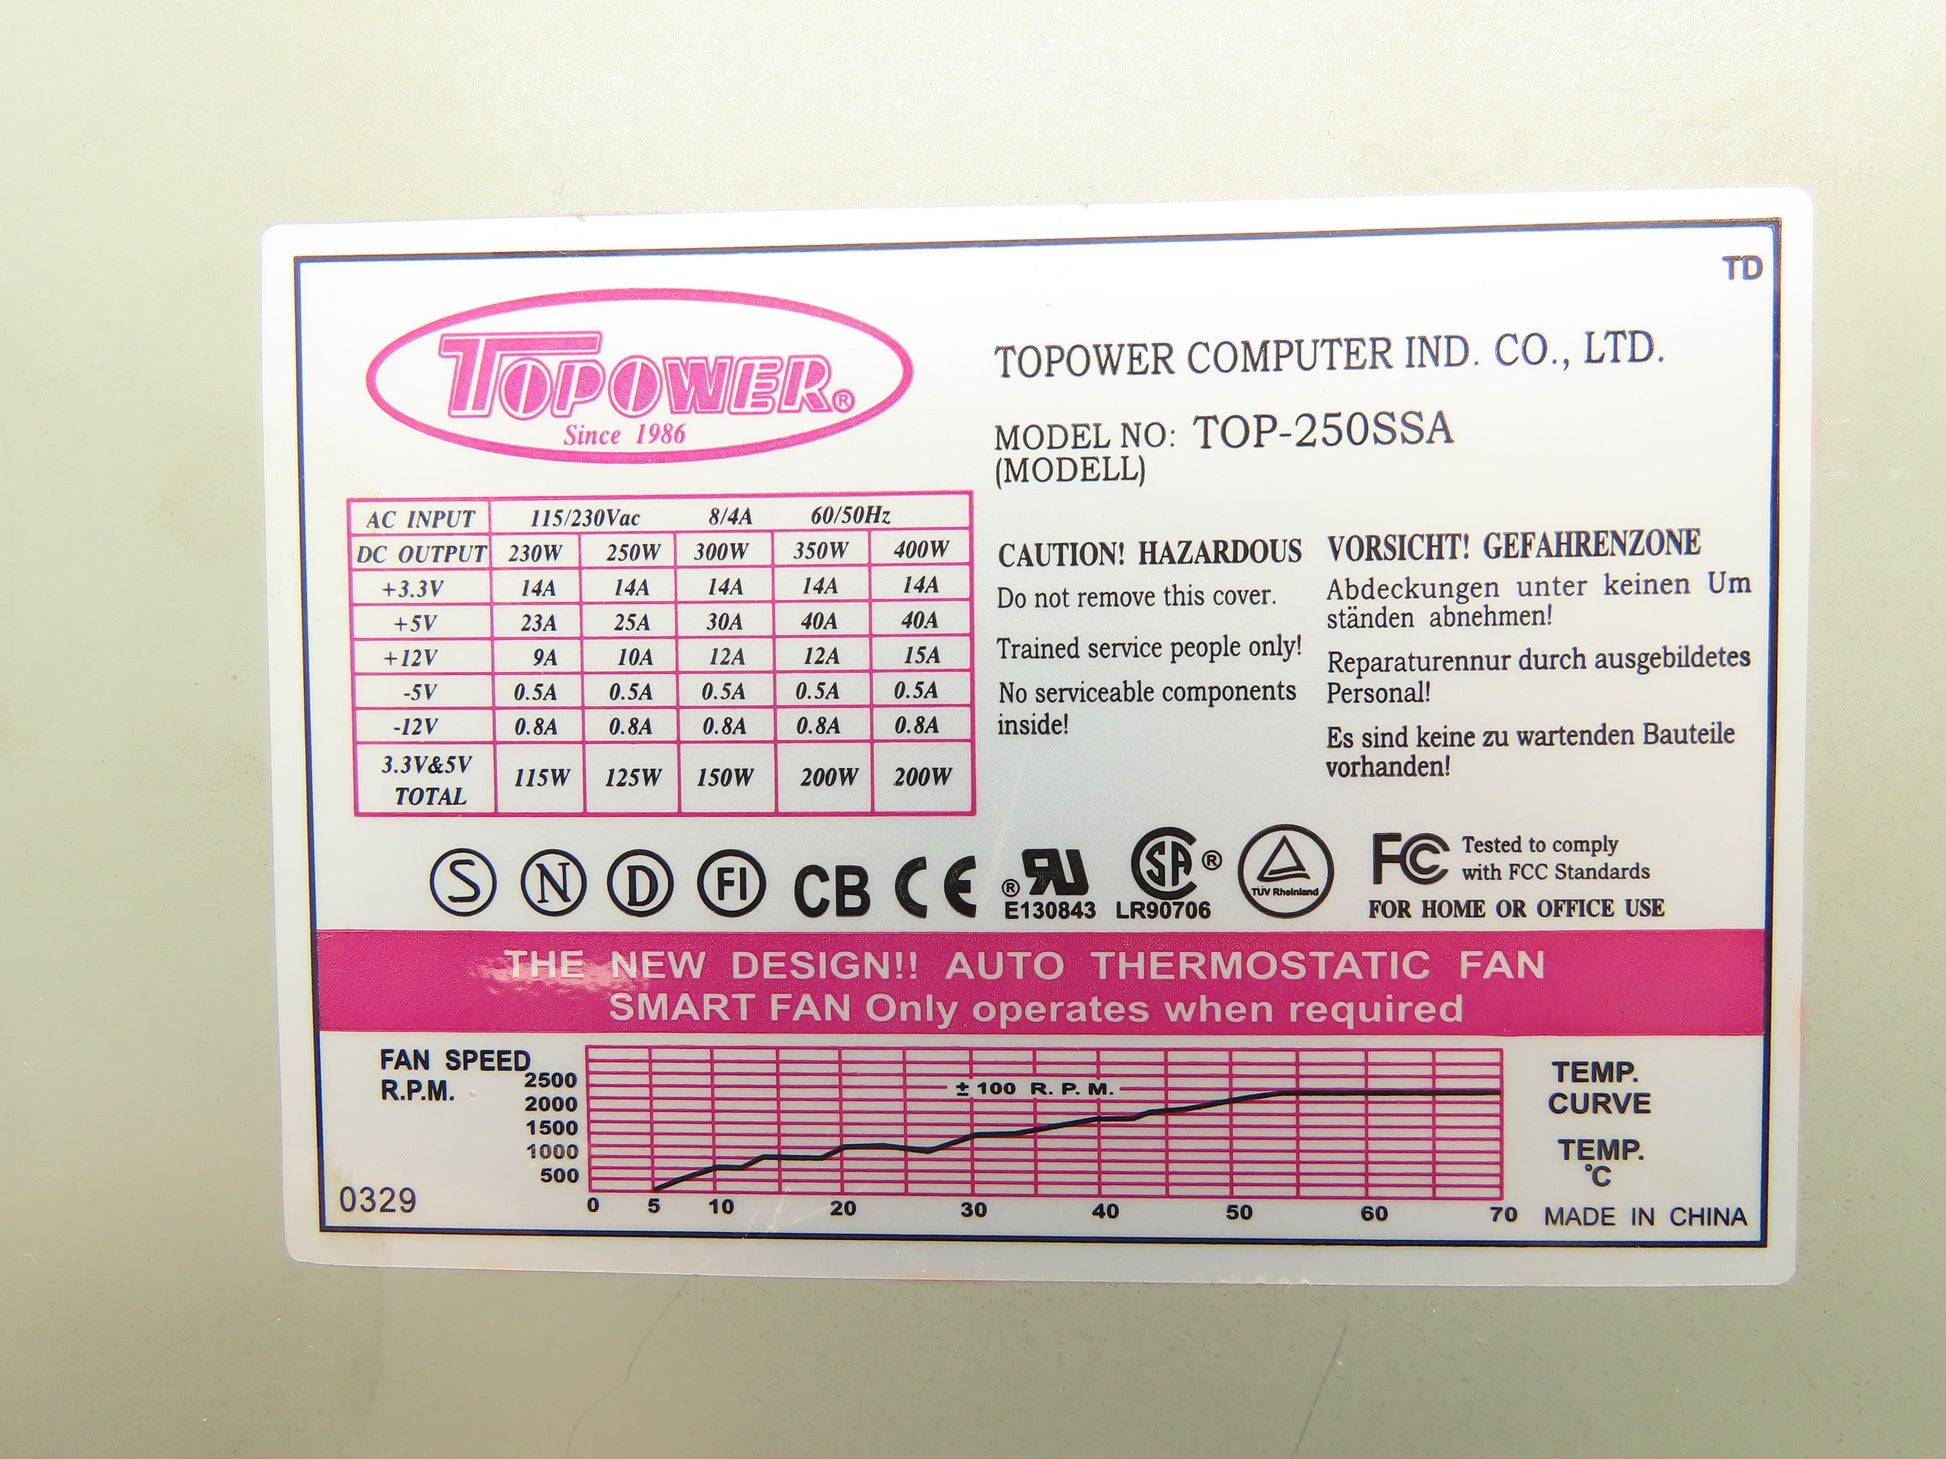 TD
TOPOWER®
Since 1986
TOPOWER COMPUTER IND. CO., LTD.
MODEL NO: TOP-250SSA
(MODELL)
AC INPUT 115/230Vac 8/4A 60/50Hz
DC OUTPUT 230W 250W 300W 350W 400W
+3.3V 14A 14A 14A 14A 14A
+5V 23A 25A 30A 40A 40A
+12V 9A 10A 12A 12A 15A
-5V 0.5A 0.5A 0.5A 0.5A 0.5A
-12V 0.8A 0.8A 0.8A 0.8A 0.8A
3.3V&5V
TOTAL 115W 125W 150W 200W 200W
CAUTION! HAZARDOUS
Do not remove this cover.
Trained service people only!
No serviceable components
inside!
VORSICHT! GEFAHRENZONE
Abdeckungen unter keinen Um
ständen abnehmen!
Reparaturennur durch ausgebildetes
Personal!
Es sind keine zu wartenden Bauteile
vorhanden!
S N D FI CB CE
® RU
E130843
SA ®
LR90706
TÜV Rheinland
FC Tested to comply
with FCC Standards
FOR HOME OR OFFICE USE
THE NEW DESIGN!! AUTO THERMOSTATIC FAN
SMART FAN Only operates when required
FAN SPEED
R.P.M.
2500
2000
1500
1000
500
± 100 R. P. M.
0 5 10 20 30 40 50 60 70
TEMP.
CURVE
TEMP.
°C
0329
MADE IN CHINA